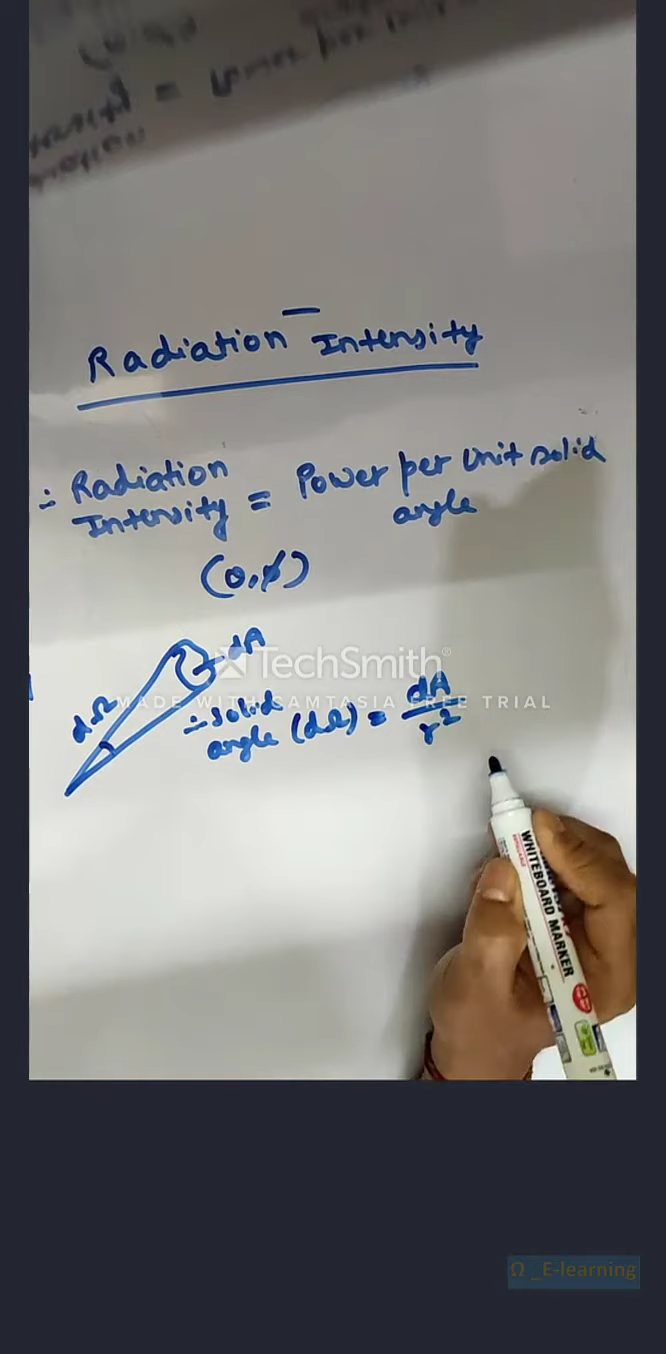 Radiation Intensity
∴ Radiation Intensity = Power per unit solid angle
(θ,φ)
dA
TechSmith®
MADE WITH CAMTASIA FREE TRIAL
dΩ
∴ solid angle (dΩ) = dA/r²
WHITEBOARD MARKER
Ω _E-learning